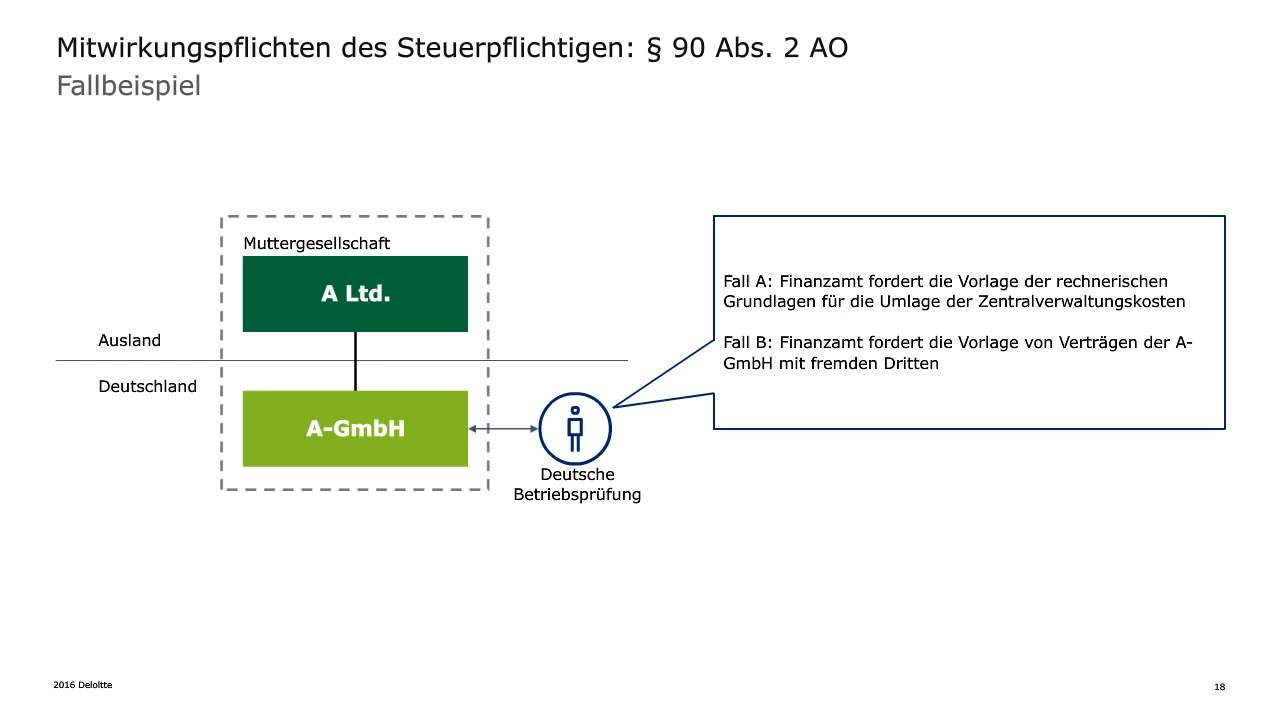 Mitwirkungspflichten des Steuerpflichtigen: § 90 Abs. 2 AO
Fallbeispiel
Muttergesellschaft
A Ltd.
Ausland
Deutschland
A-GmbH
Deutsche
Betriebsprüfung
Fall A: Finanzamt fordert die Vorlage der rechnerischen
Grundlagen für die Umlage der Zentralverwaltungskosten
Fall B: Finanzamt fordert die Vorlage von Verträgen der A-
GmbH mit fremden Dritten
2016 Deloitte
18